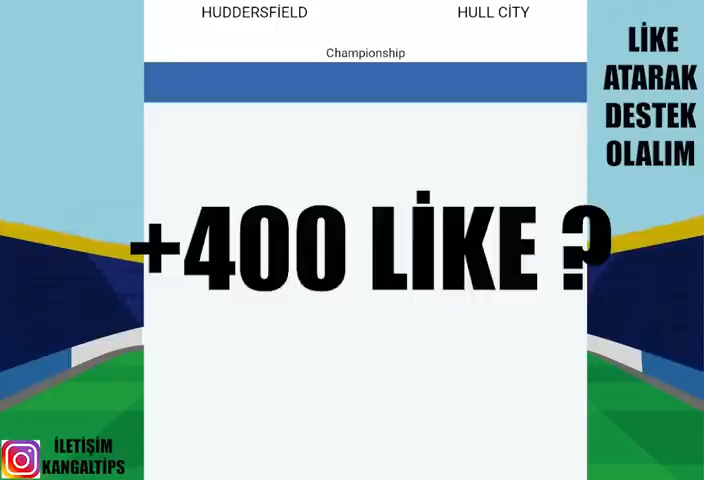 HUDDERSFİELD
HULL CİTY
Championship
LİKE
ATARAK
DESTEK
OLALIM
+400 LİKE ?
İLETİŞİM
KANGALTİPS